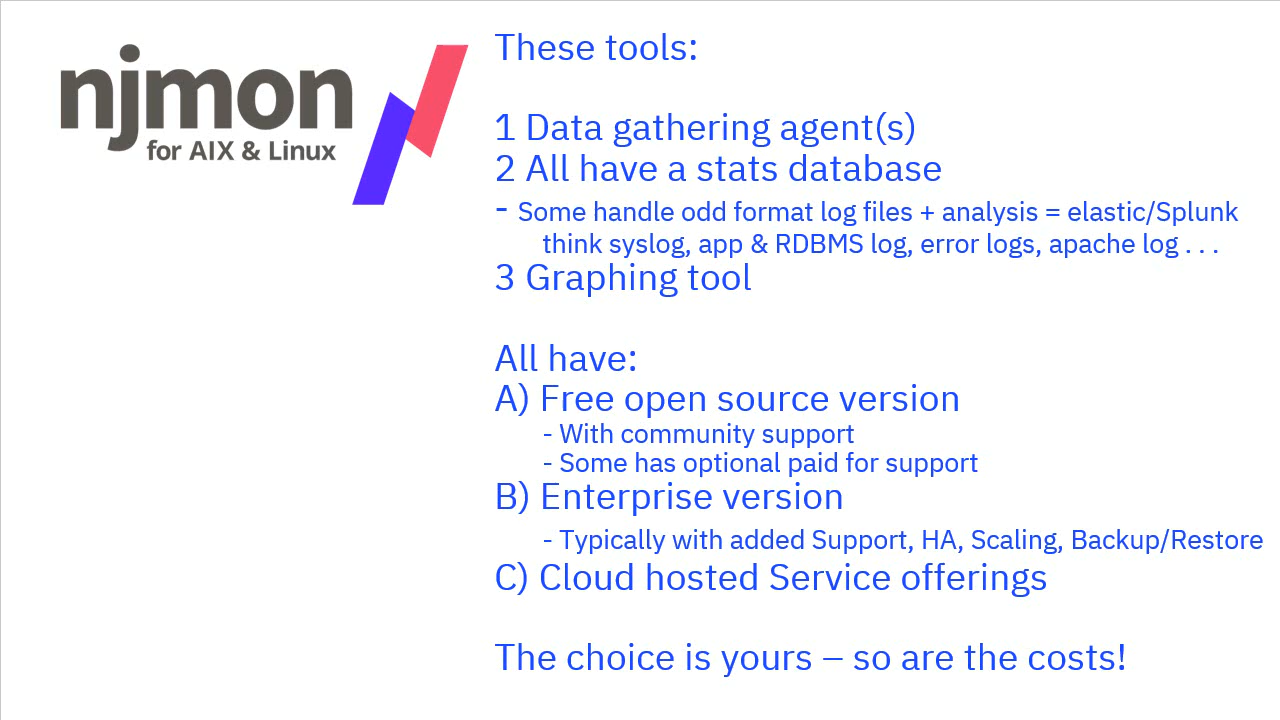 njmon
for AIX & Linux
These tools:
1 Data gathering agent(s)
2 All have a stats database
- Some handle odd format log files + analysis = elastic/Splunk
think syslog, app & RDBMS log, error logs, apache log . . .
3 Graphing tool
All have:
A) Free open source version
- With community support
- Some has optional paid for support
B) Enterprise version
- Typically with added Support, HA, Scaling, Backup/Restore
C) Cloud hosted Service offerings
The choice is yours – so are the costs!